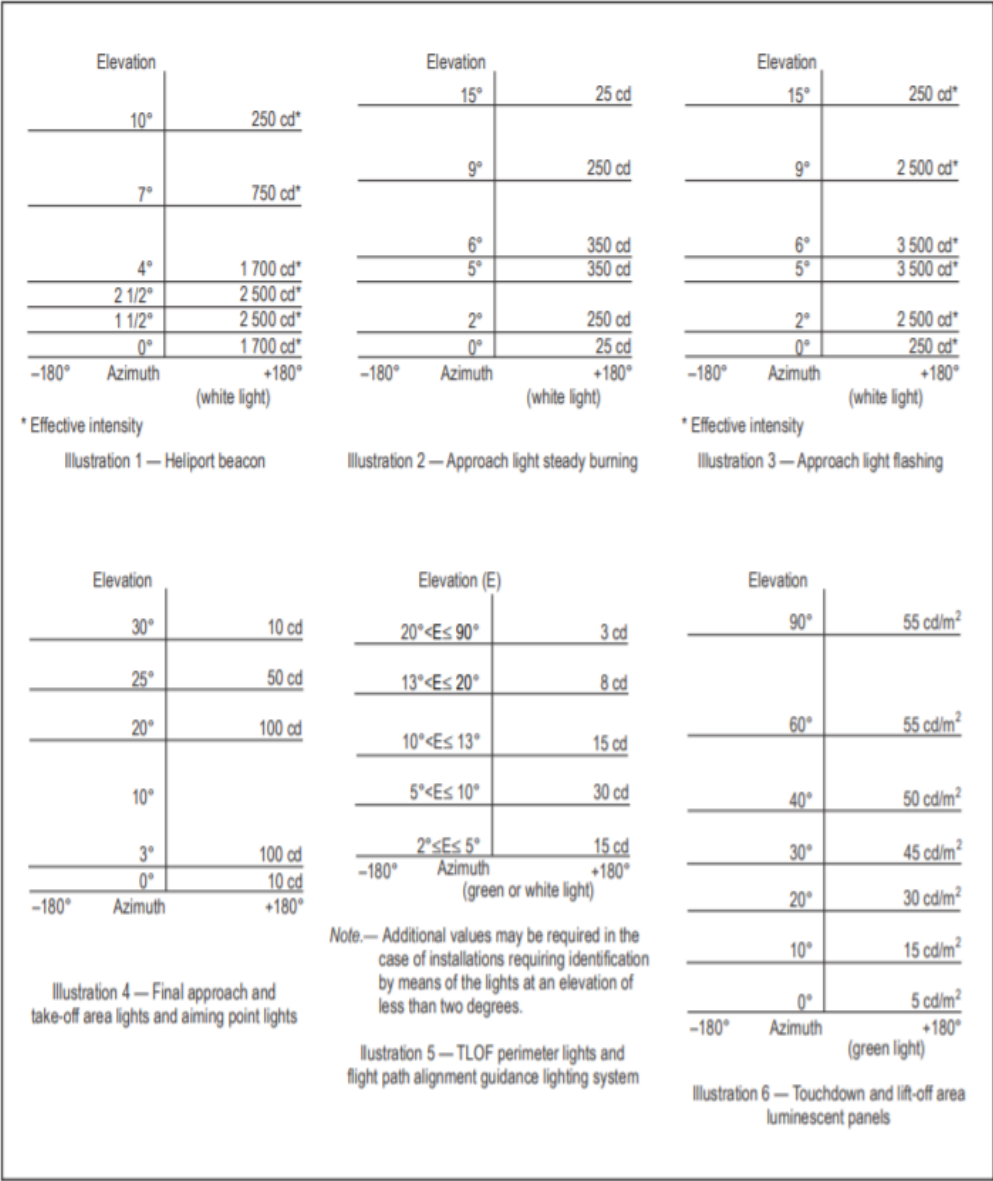 Elevation
10° 250 cd*
7° 750 cd*
4° 1 700 cd*
2 1/2° 2 500 cd*
1 1/2° 2 500 cd*
0° 1 700 cd*
–180° Azimuth +180°
(white light)
* Effective intensity
Illustration 1 — Heliport beacon
Elevation
15° 25 cd
9° 250 cd
6° 350 cd
5° 350 cd
2° 250 cd
0° 25 cd
–180° Azimuth +180°
(white light)
Illustration 2 — Approach light steady burning
Elevation
15° 250 cd*
9° 2 500 cd*
6° 3 500 cd*
5° 3 500 cd*
2° 2 500 cd*
0° 250 cd*
–180° Azimuth +180°
(white light)
* Effective intensity
Illustration 3 — Approach light flashing
Elevation
30° 10 cd
25° 50 cd
20° 100 cd
10°
3° 100 cd
0° 10 cd
–180° Azimuth +180°
Illustration 4 — Final approach and
take-off area lights and aiming point lights
Elevation (E)
20°<E≤ 90° 3 cd
13°<E≤ 20° 8 cd
10°<E≤ 13° 15 cd
5°<E≤ 10° 30 cd
2°≤E≤ 5° 15 cd
–180° Azimuth +180°
(green or white light)
Note.— Additional values may be required in the
case of installations requiring identification
by means of the lights at an elevation of
less than two degrees.
Ilustration 5 — TLOF perimeter lights and
flight path alignment guidance lighting system
Elevation
90° 55 cd/m²
60° 55 cd/m²
40° 50 cd/m²
30° 45 cd/m²
20° 30 cd/m²
10° 15 cd/m²
0° 5 cd/m²
–180° Azimuth +180°
(green light)
Illustration 6 — Touchdown and lift-off area
luminescent panels